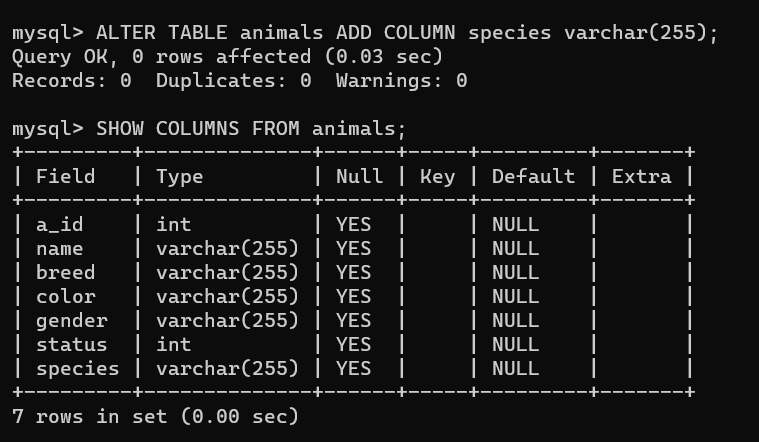 mysql> ALTER TABLE animals ADD COLUMN species varchar(255);
Query OK, 0 rows affected (0.03 sec)
Records: 0  Duplicates: 0  Warnings: 0

mysql> SHOW COLUMNS FROM animals;
+---------+--------------+------+-----+---------+-------+
| Field   | Type         | Null | Key | Default | Extra |
+---------+--------------+------+-----+---------+-------+
| a_id    | int          | YES  |     | NULL    |       |
| name    | varchar(255) | YES  |     | NULL    |       |
| breed   | varchar(255) | YES  |     | NULL    |       |
| color   | varchar(255) | YES  |     | NULL    |       |
| gender  | varchar(255) | YES  |     | NULL    |       |
| status  | int          | YES  |     | NULL    |       |
| species | varchar(255) | YES  |     | NULL    |       |
+---------+--------------+------+-----+---------+-------+
7 rows in set (0.00 sec)